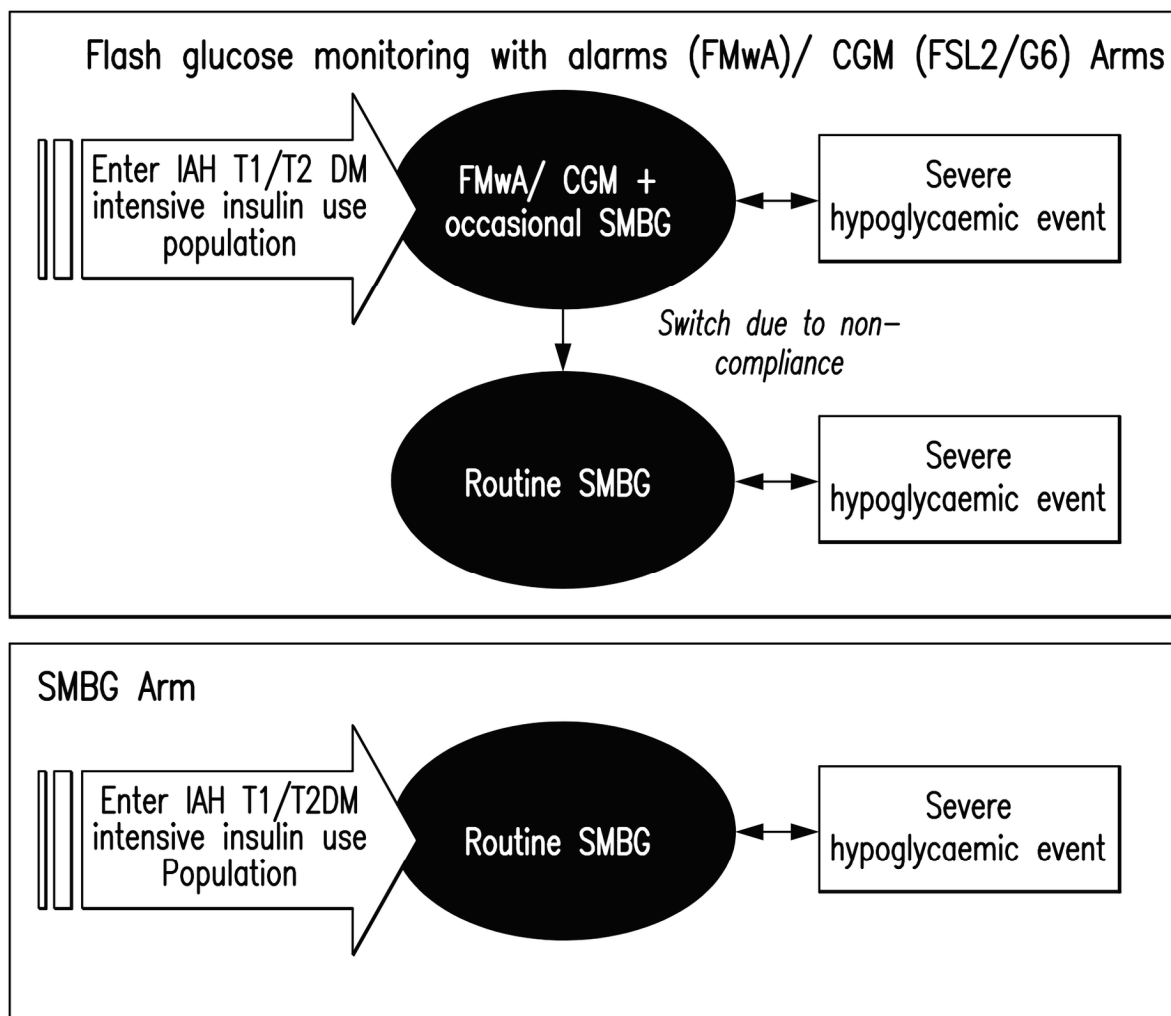 Flash glucose monitoring with alarms (FMwA)/ CGM (FSL2/G6) Arms
Enter IAH T1/T2 DM
intensive insulin use
population
FMwA/ CGM +
occasional SMBG
Severe
hypoglycaemic event
Switch due to non-
compliance
Routine SMBG
Severe
hypoglycaemic event
SMBG Arm
Enter IAH T1/T2DM
intensive insulin use
Population
Routine SMBG
Severe
hypoglycaemic event